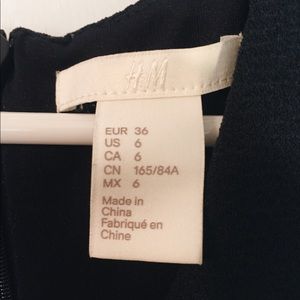 H&M
EUR 36
US 6
CA 6
CN 165/84A
MX 6
Made in
China
Fabriqué en
Chine